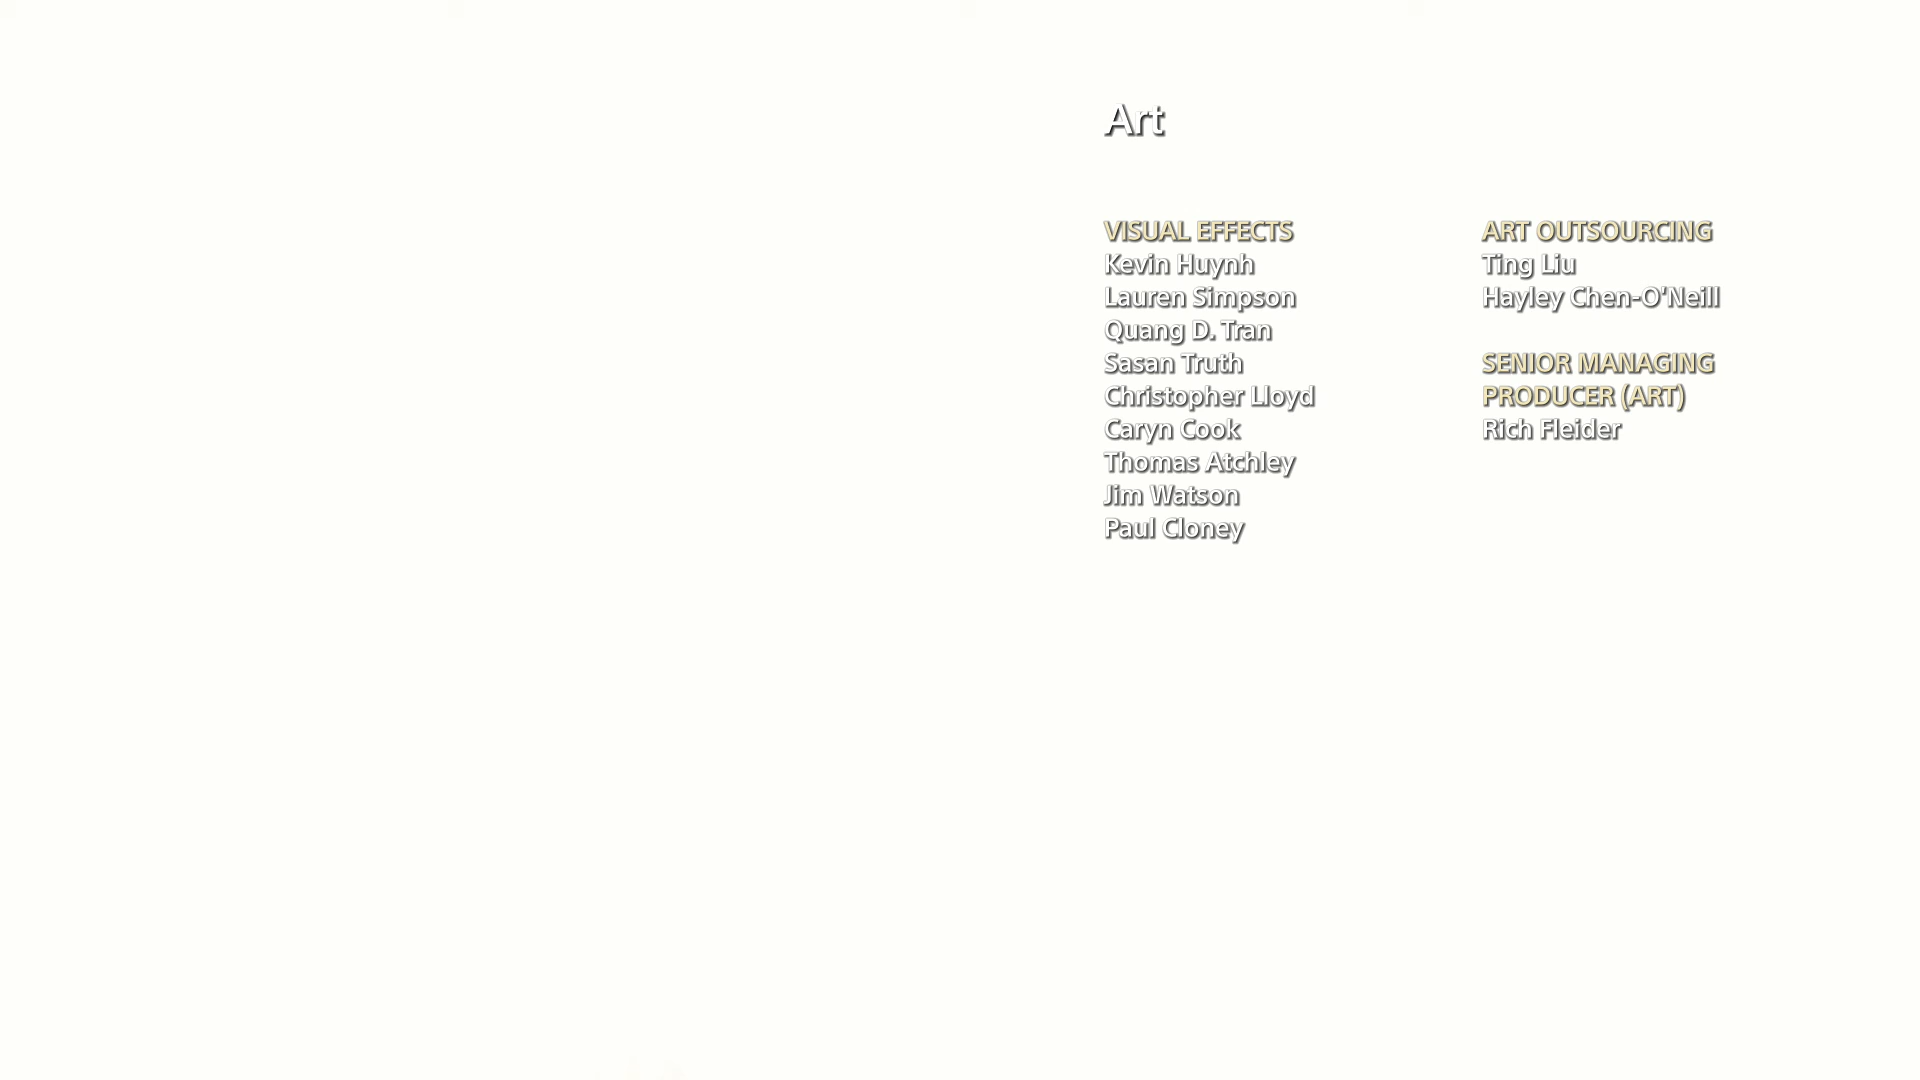 Art
VISUAL EFFECTS
Kevin Huynh
Lauren Simpson
Quang D. Tran
Sasan Truth
Christopher Lloyd
Caryn Cook
Thomas Atchley
Jim Watson
Paul Cloney
ART OUTSOURCING
Ting Liu
Hayley Chen-O'Neill
SENIOR MANAGING
PRODUCER (ART)
Rich Fleider